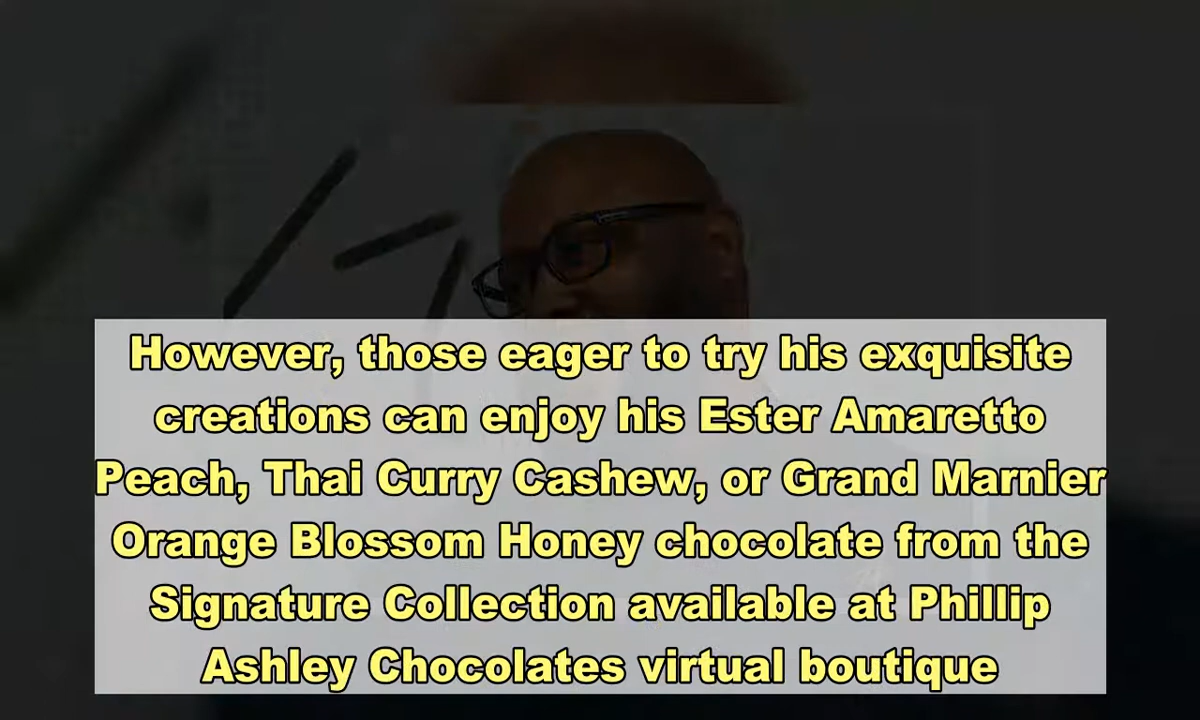 However, those eager to try his exquisite
creations can enjoy his Ester Amaretto
Peach, Thai Curry Cashew, or Grand Marnier
Orange Blossom Honey chocolate from the
Signature Collection available at Phillip
Ashley Chocolates virtual boutique